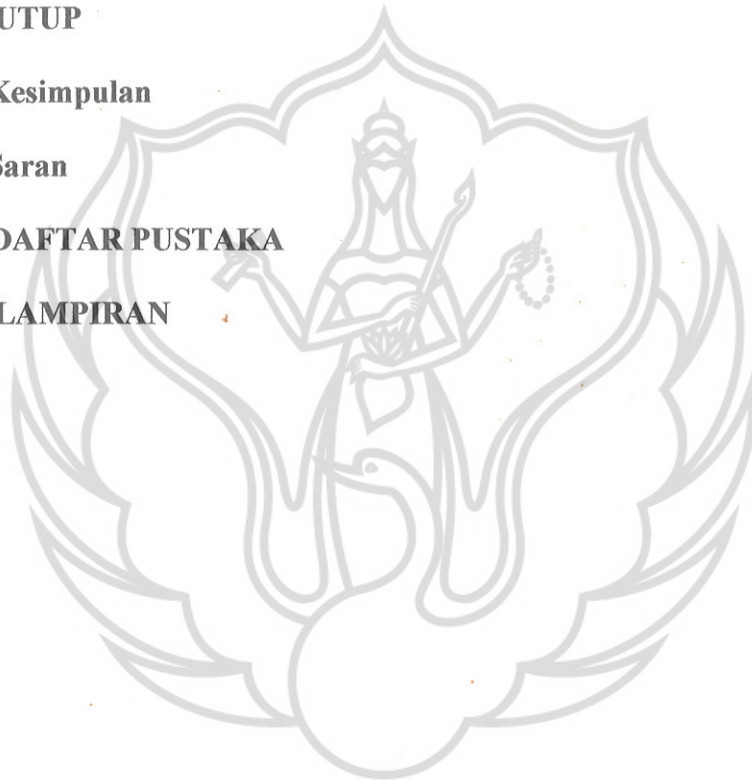 UTUP
Kesimpulan
Saran
DAFTAR PUSTAKA
LAMPIRAN